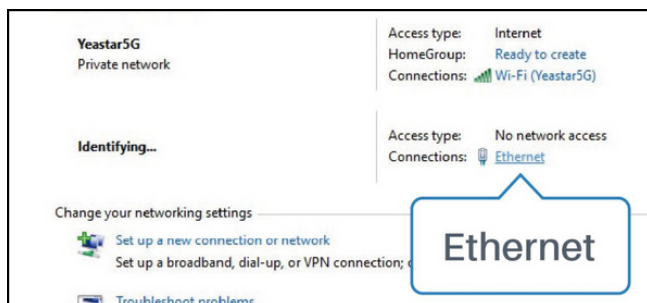 Yeastar5G
Private network
Access type: Internet
HomeGroup: Ready to create
Connections: Wi-Fi (Yeastar5G)
Identifying...
Access type: No network access
Connections: Ethernet
Change your networking settings
Set up a new connection or network
Set up a broadband, dial-up, or VPN connection;
Ethernet
Troubleshoot problems